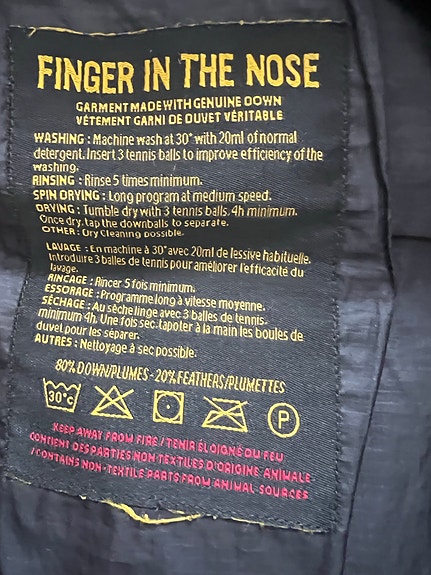 FINGER IN THE NOSE
GARMENT MADE WITH GENUINE DOWN
VÊTEMENT GARNI DE DUVET VÉRITABLE
WASHING : Machine wash at 30° with 20ml of normal
detergent. Insert 3 tennis balls to improve efficiency of the
washing.
RINSING : Rinse 5 times minimum.
SPIN DRYING : Long program at medium speed.
DRYING : Tumble dry with 3 tennis balls. 4h minimum.
Once dry, tap the down balls to separate.
OTHER : Dry cleaning possible.
LAVAGE : En machine à 30° avec 20ml de lessive habituelle.
Introduire 3 balles de tennis pour améliorer l'efficacité du
lavage.
RINCAGE : Rincer 5 fois minimum.
ESSORAGE : Programme long à vitesse moyenne.
SÉCHAGE : Au sèche linge avec 3 balles de tennis.
minimum 4h. Une fois sec, tapoter à la main les boules de
duvel pour les séparer.
AUTRES : Nettoyage à sec possible.
80% DOWN/PLUMES - 20% FEATHERS/PLUMETTES
30°c P
KEEP AWAY FROM FIRE / TENIR ÉLOIGNÉ DU FEU
CONTIENT DES PARTIES NON-TEXTILES D'ORIGINE ANIMALE
/ CONTAINS NON-TEXTILE PARTS FROM ANIMAL SOURCES